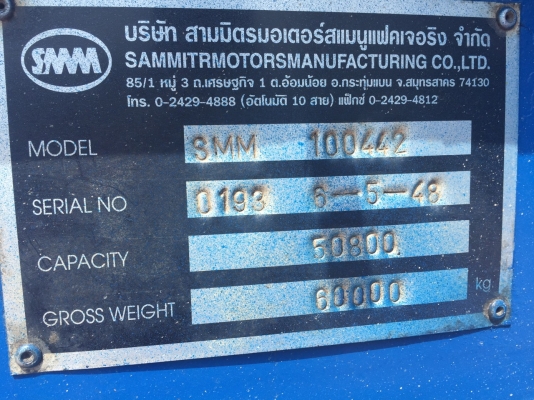 SMM
บริษัท สามมิตรมอเตอร์สแมนูแฟคเจอริง จำกัด
SAMMITRMOTORSMANUFACTURING CO.,LTD.
85/1 หมู่ 3 ถ.เศรษฐกิจ 1 ต.อ้อมน้อย อ.กระทุ่มแบน จ.สมุทรสาคร 74130
โทร. 0-2429-4888 (อัตโนมัติ 10 สาย) แฟ็กซ์ 0-2429-4812
MODEL SMM 100442
SERIAL NO 0193 6-5-48
CAPACITY 50800
GROSS WEIGHT 60000 kg